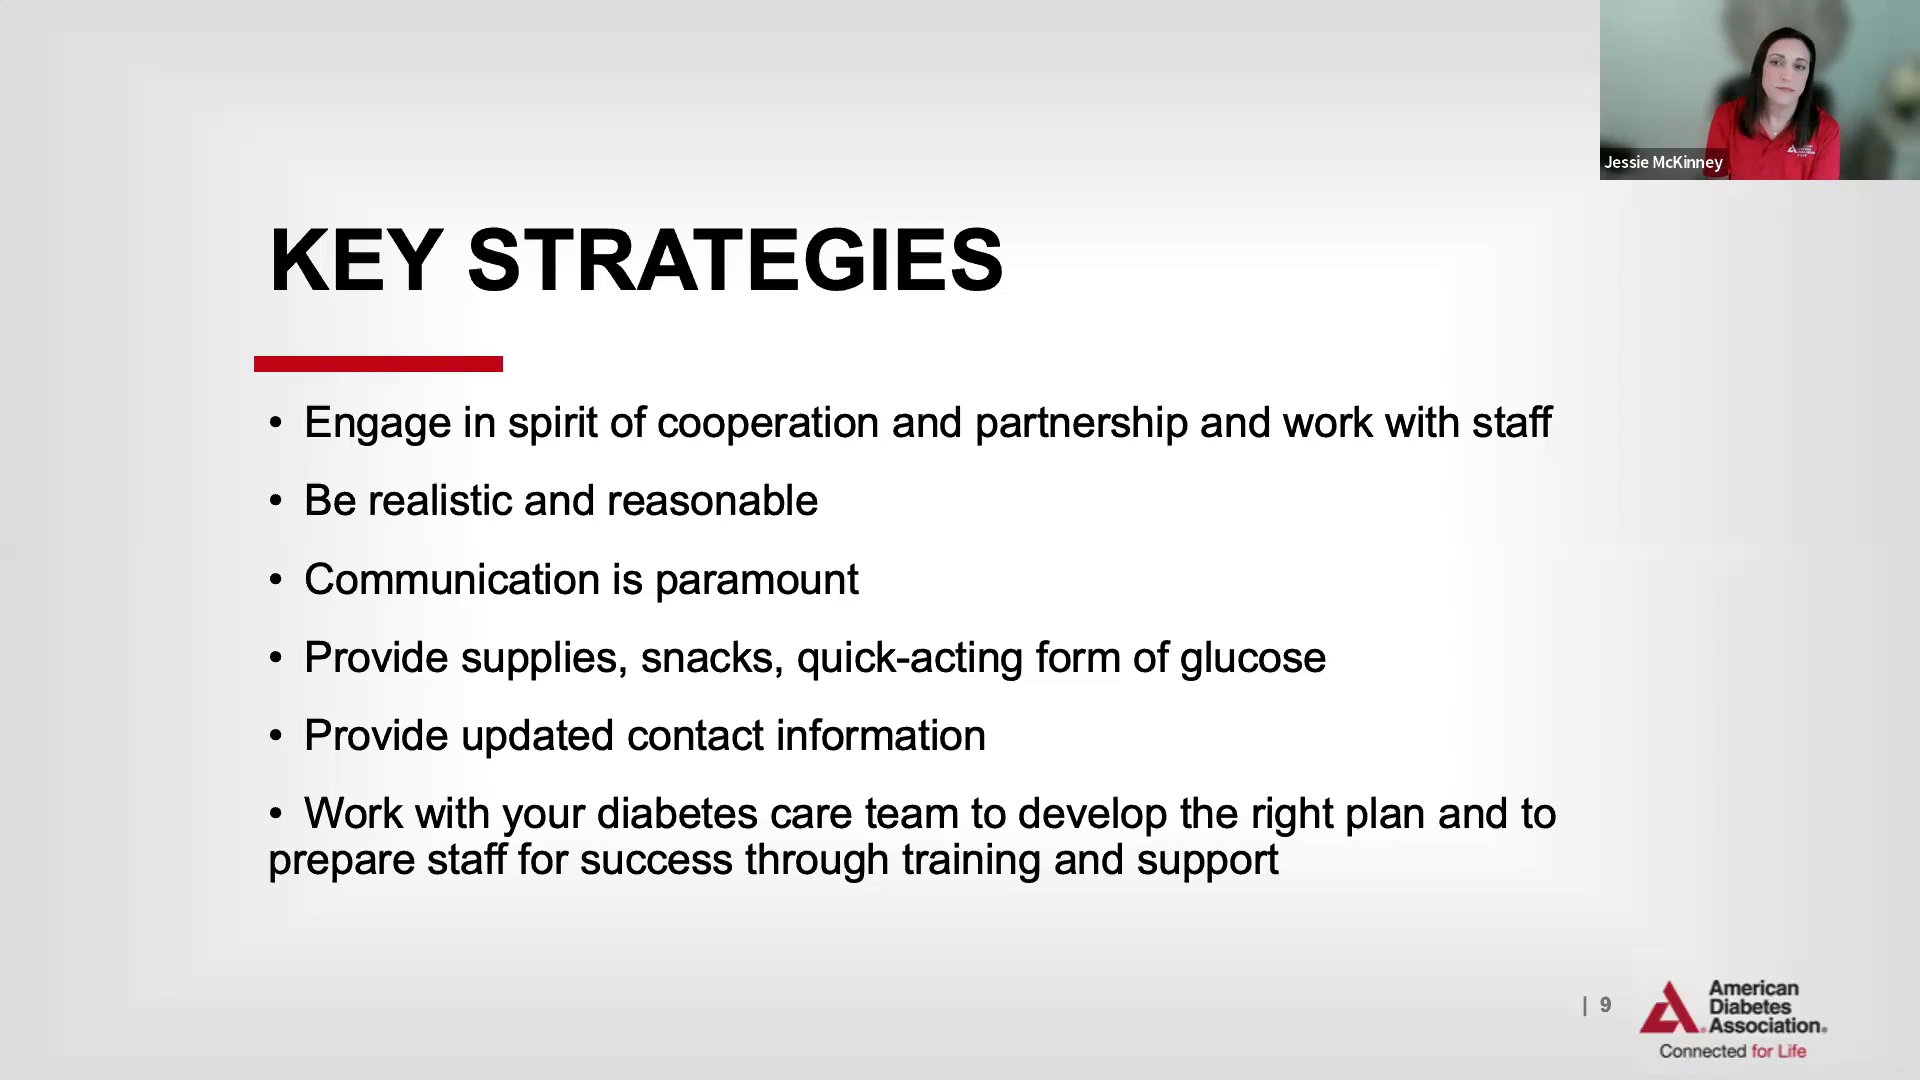 Jessie McKinney
KEY STRATEGIES
• Engage in spirit of cooperation and partnership and work with staff
• Be realistic and reasonable
• Communication is paramount
• Provide supplies, snacks, quick-acting form of glucose
• Provide updated contact information
• Work with your diabetes care team to develop the right plan and to
prepare staff for success through training and support
| 9
American
Diabetes
Association.
Connected for Life